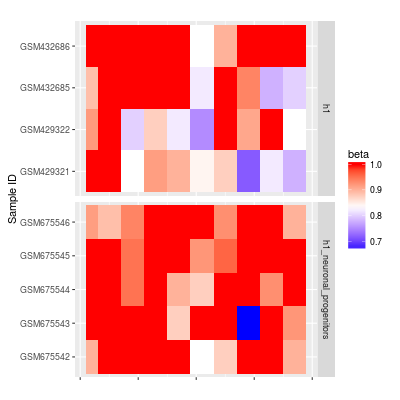 Sample ID
GSM432686
GSM432685
GSM429322
GSM429321
h1
GSM675546
GSM675545
GSM675544
GSM675543
GSM675542
h1_neuronal_progenitors
beta
1.0
0.9
0.8
0.7